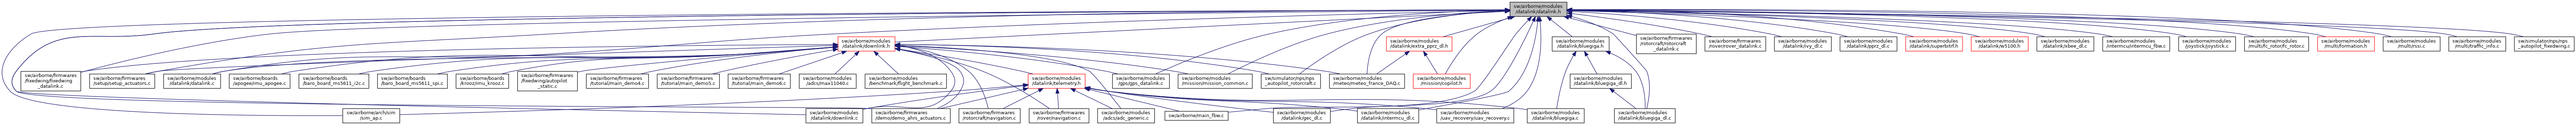 sw/airborne/modules
/datalink/datalink.h
sw/airborne/modules
/datalink/downlink.h
sw/airborne/modules
/datalink/extra_pprz_dl.h
sw/airborne/modules
/datalink/bluegiga.h
sw/airborne/firmwares
/rotorcraft/rotorcraft
_datalink.c
sw/airborne/firmwares
/rover/rover_datalink.c
sw/airborne/modules
/datalink/ivy_dl.c
sw/airborne/modules
/datalink/pprz_dl.c
sw/airborne/modules
/datalink/superbitrf.h
sw/airborne/modules
/datalink/w5100.h
sw/airborne/modules
/datalink/xbee_dl.c
sw/airborne/modules
/intermcu/intermcu_fbw.c
sw/airborne/modules
/joystick/joystick.c
sw/airborne/modules
/multi/ctc_rotor/fc_rotor.c
sw/airborne/modules
/multi/formation.h
sw/airborne/modules
/multi/rssi.c
sw/airborne/modules
/multi/traffic_info.c
sw/simulator/nps/nps
_autopilot_fixedwing.c
sw/airborne/firmwares
/fixedwing/fixedwing
_datalink.c
sw/airborne/firmwares
/setup/setup_actuators.c
sw/airborne/modules
/datalink/datalink.c
sw/airborne/boards
/apogee/imu_apogee.c
sw/airborne/boards
/baro_board_ms5611_i2c.c
sw/airborne/boards
/baro_board_ms5611_spi.c
sw/airborne/boards
/krooz/imu_krooz.c
sw/airborne/firmwares
/fixedwing/autopilot
_static.c
sw/airborne/firmwares
/tutorial/main_demo4.c
sw/airborne/firmwares
/tutorial/main_demo5.c
sw/airborne/firmwares
/tutorial/main_demo6.c
sw/airborne/modules
/adcs/max11040.c
sw/airborne/modules
/benchmark/flight_benchmark.c
sw/airborne/modules
/datalink/telemetry.h
sw/airborne/modules
/gps/gps_datalink.c
sw/airborne/modules
/mission/mission_common.c
sw/simulator/nps/nps
_autopilot_rotorcraft.c
sw/airborne/modules
/meteo/meteo_france_DAQ.c
sw/airborne/modules
/mission/copilot.h
sw/airborne/modules
/datalink/bluegiga_dl.h
sw/airborne/arch/sim
/sim_ap.c
sw/airborne/modules
/datalink/downlink.c
sw/airborne/firmwares
/demo/demo_ahrs_actuators.c
sw/airborne/firmwares
/rotorcraft/navigation.c
sw/airborne/firmwares
/rover/navigation.c
sw/airborne/modules
/adcs/adc_generic.c
sw/airborne/main_fbw.c
sw/airborne/modules
/datalink/gec_dl.c
sw/airborne/modules
/datalink/intermcu_dl.c
sw/airborne/modules
/uav_recovery/uav_recovery.c
sw/airborne/modules
/datalink/bluegiga.c
sw/airborne/modules
/datalink/bluegiga_dl.c